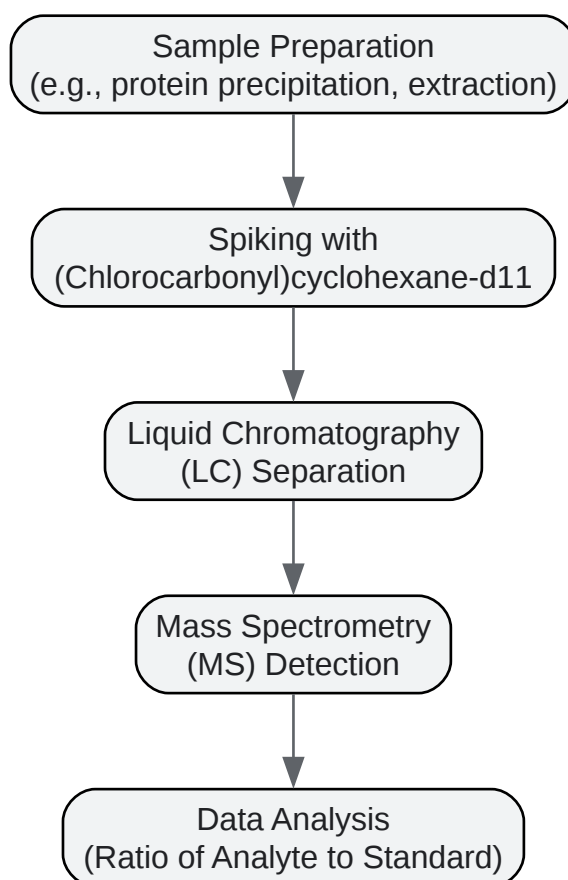 Sample Preparation
(e.g., protein precipitation, extraction)
Spiking with
(Chlorocarbonyl)cyclohexane-d11
Liquid Chromatography
(LC) Separation
Mass Spectrometry
(MS) Detection
Data Analysis
(Ratio of Analyte to Standard)